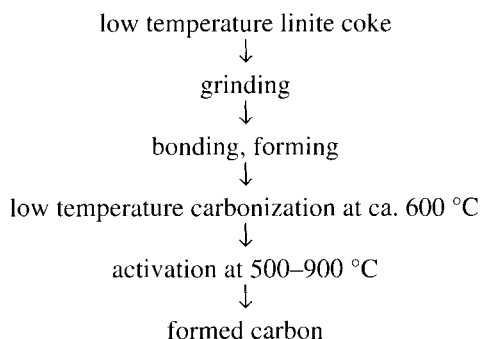 low temperature linite coke
↓
grinding
↓
bonding, forming
↓
low temperature carbonization at ca. 600 °C
↓
activation at 500–900 °C
↓
formed carbon